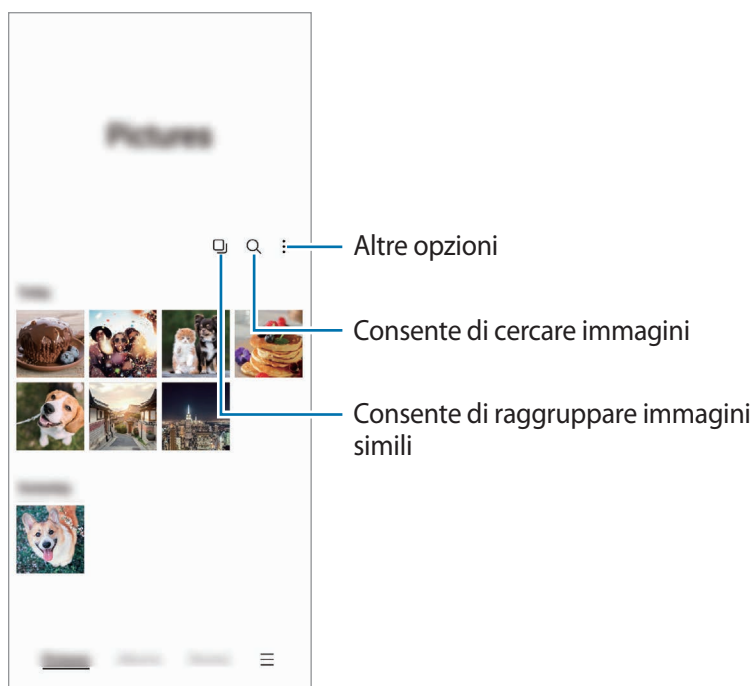 Pictures
Altre opzioni
Consente di cercare immagini
Consente di raggruppare immagini
simili